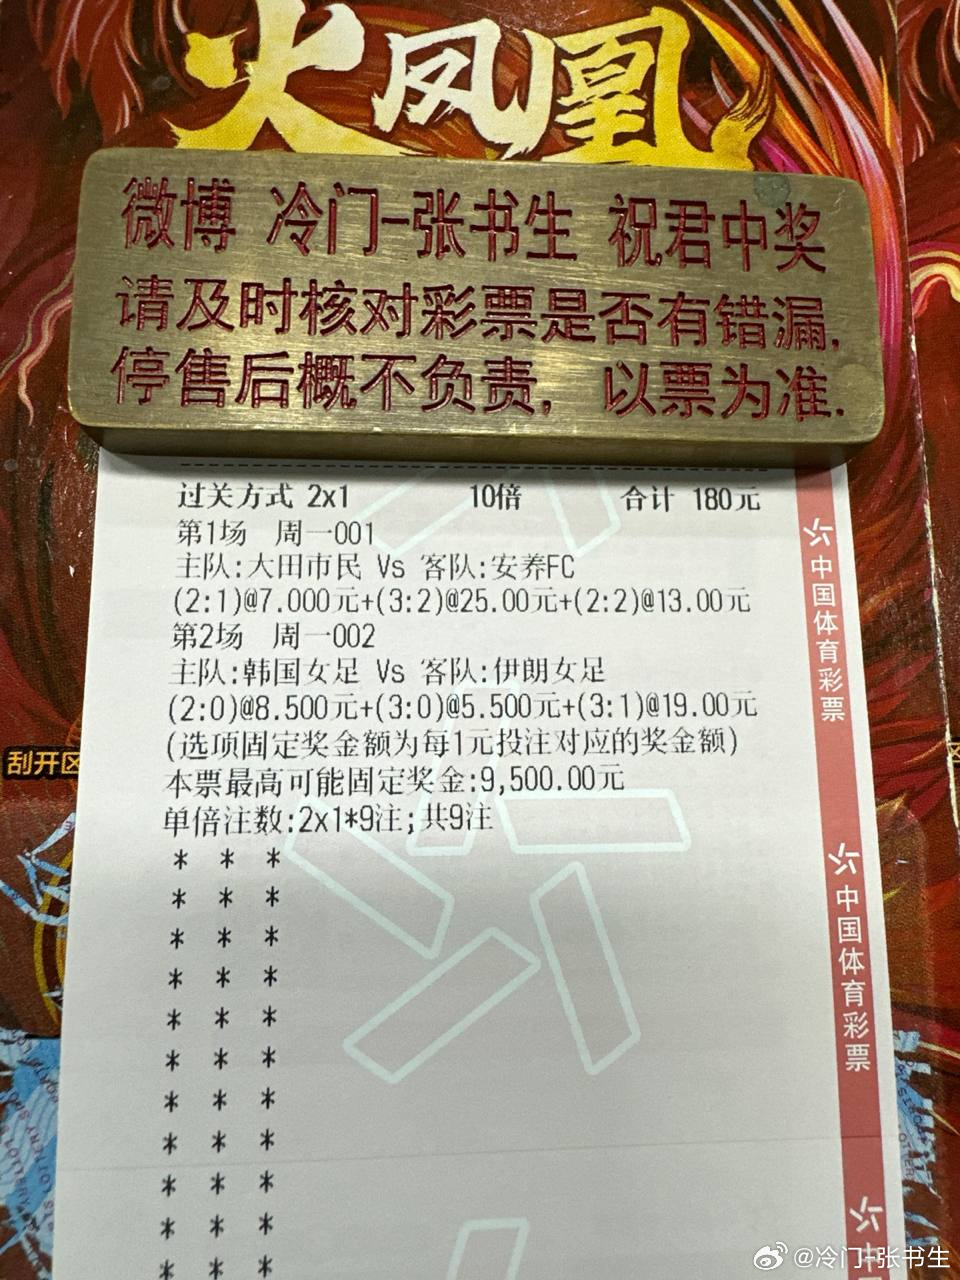 火凤凰
微博 冷门-张书生 祝君中奖
请及时核对彩票是否有错漏.
停售后概不负责, 以票为准.
过关方式 2x1 10倍 合计 180元
第1场 周一001
主队:大田市民 Vs 客队:安养FC
(2:1)@7.000元+(3:2)@25.00元+(2:2)@13.00元
第2场 周一002
主队:韩国女足 Vs 客队:伊朗女足
(2:0)@8.500元+(3:0)@5.500元+(3:1)@19.00元
(选项固定奖金额为每1元投注对应的奖金额)
本票最高可能固定奖金:9,500.00元
单倍注数:2x1*9注;共9注
* * *
* * *
* * *
* * *
* * *
* * *
* * *
* * *
* * *
* * *
* * *
中国体育彩票
中国体育彩票
中
刮开区
@冷门-张书生